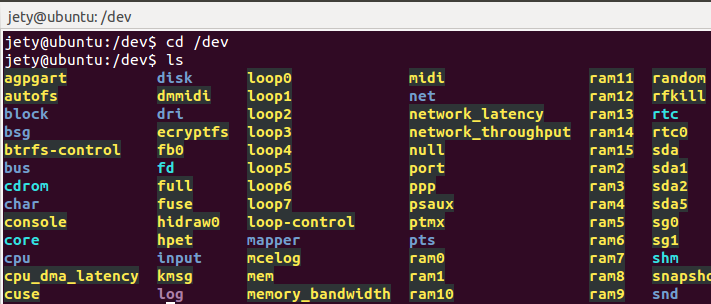 jety@ubuntu: /dev
jety@ubuntu:/dev$ cd /dev
jety@ubuntu:/dev$ ls
agpgart disk loop0 midi ram11 random
autofs dmmidi loop1 net ram12 rfkill
block dri loop2 network_latency ram13 rtc
bsg ecryptfs loop3 network_throughput ram14 rtc0
btrfs-control fb0 loop4 null ram15 sda
bus fd loop5 port ram2 sda1
cdrom full loop6 ppp ram3 sda2
char fuse loop7 psaux ram4 sda5
console hidraw0 loop-control ptmx ram5 sg0
core hpet mapper pts ram6 sg1
cpu input mcelog ram0 ram7 shm
cpu_dma_latency kmsg mem ram1 ram8 snapsho
cuse log memory_bandwidth ram10 ram9 snd